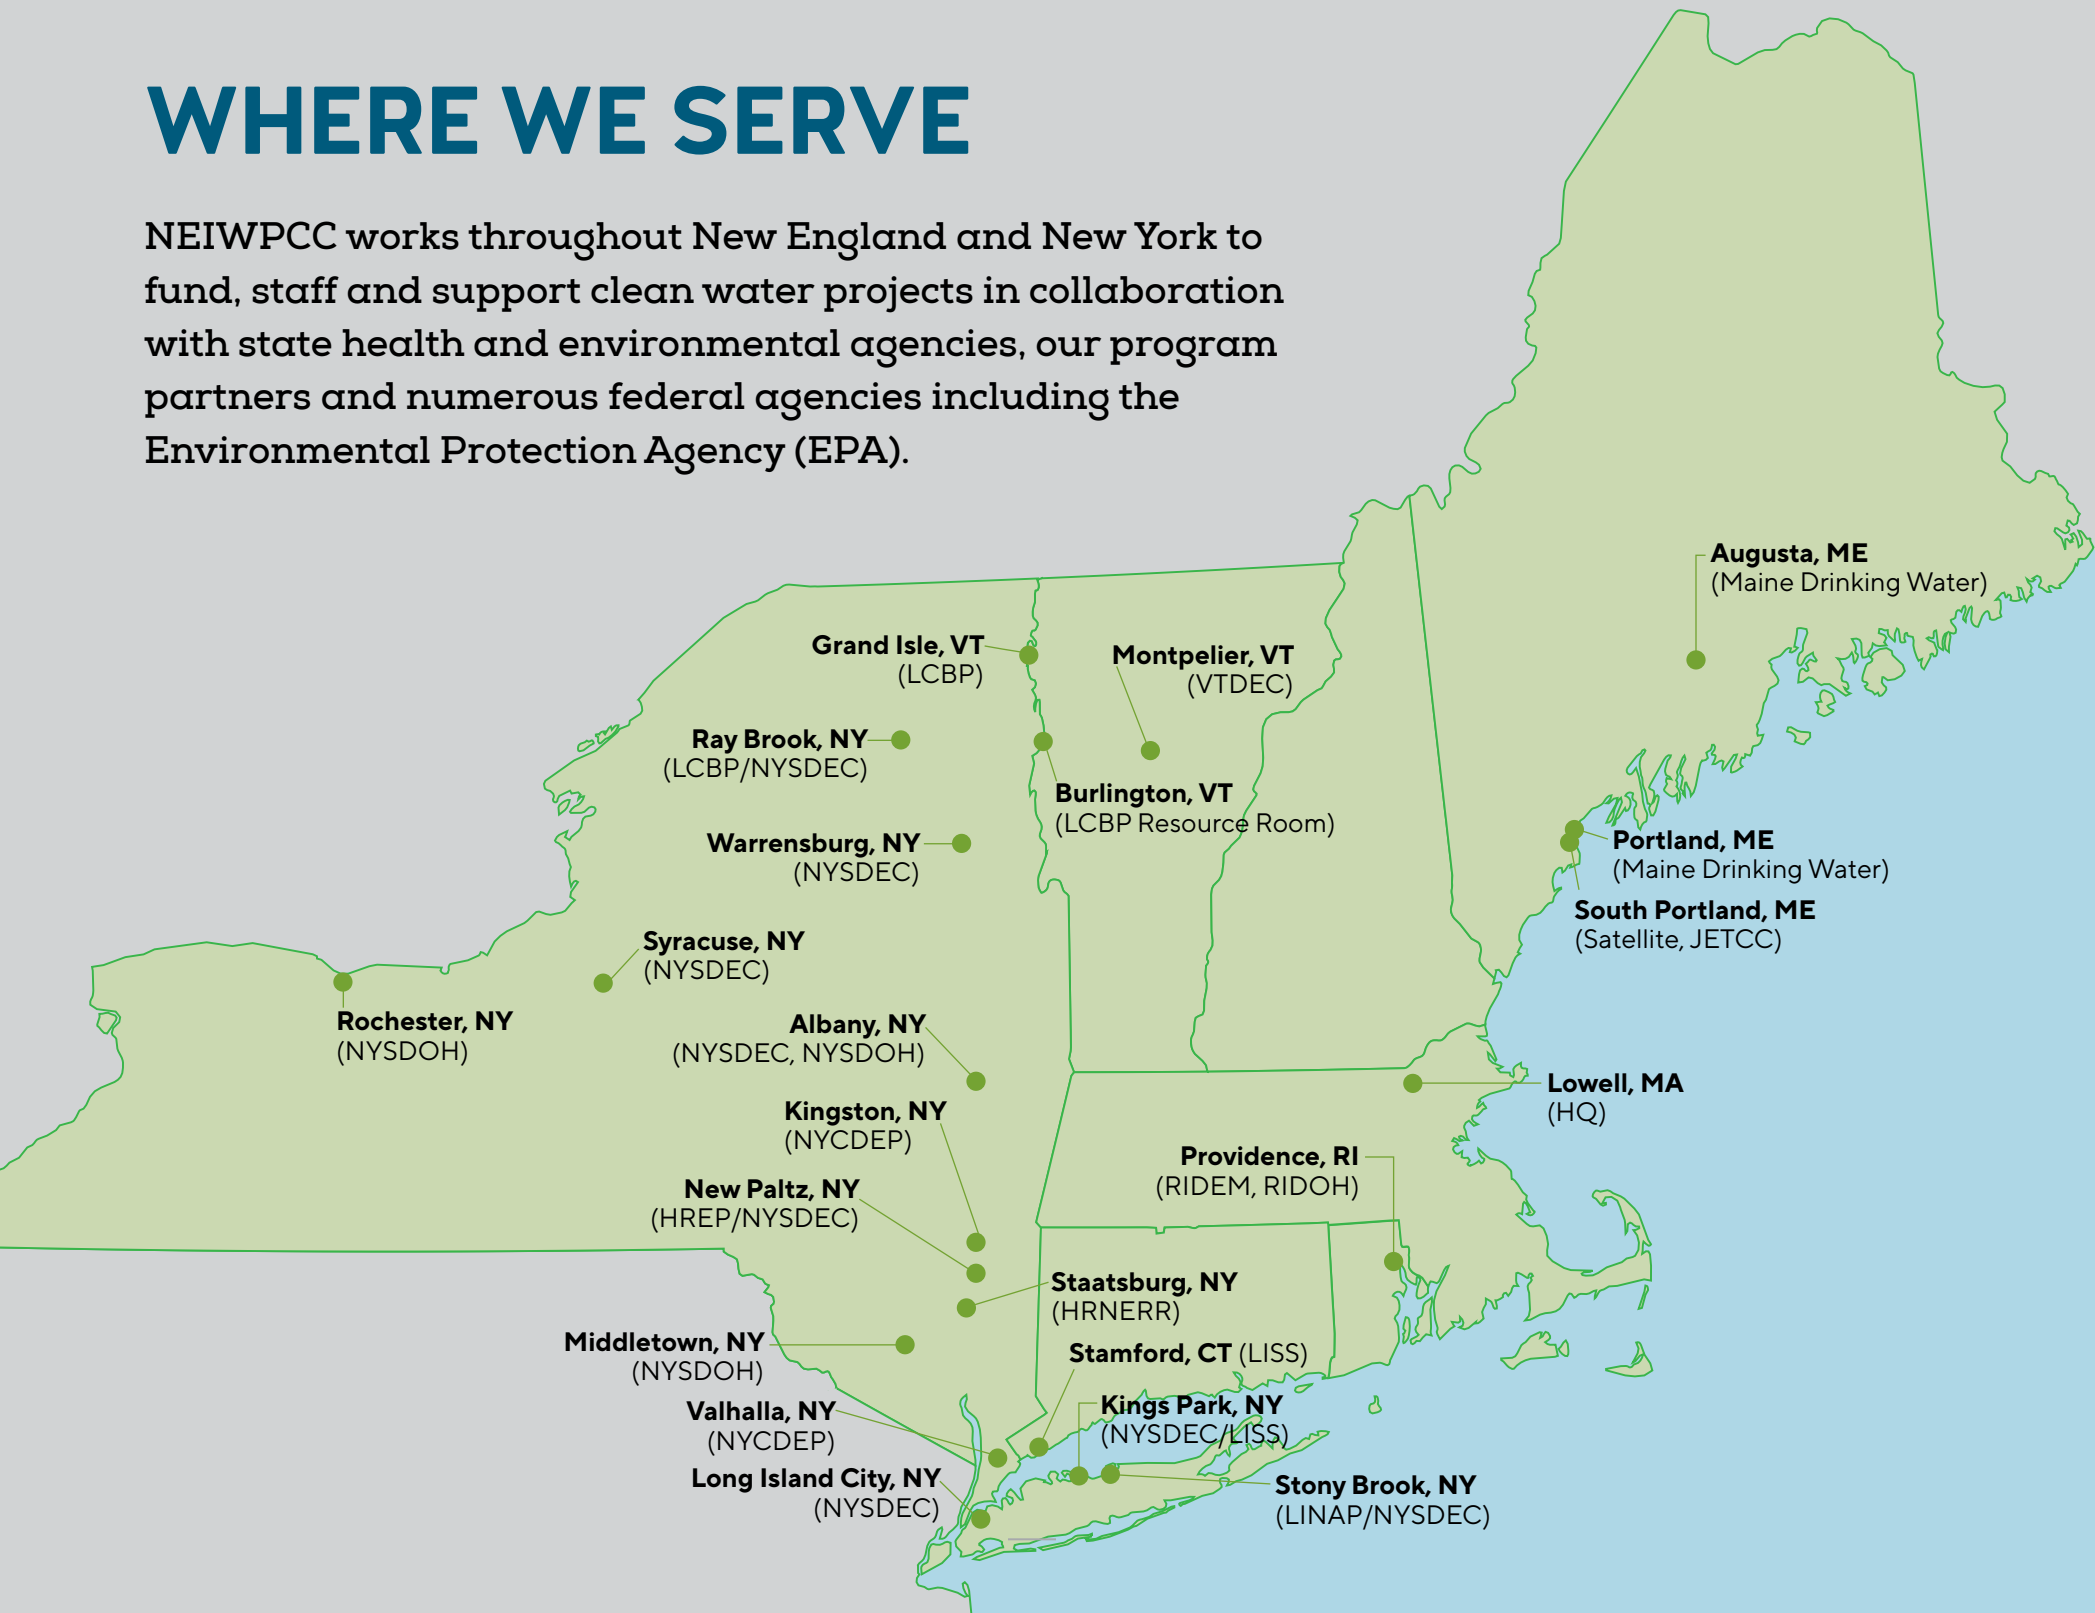 WHERE WE SERVE
NEIWPCC works throughout New England and New York to
fund, staff and support clean water projects in collaboration
with state health and environmental agencies, our program
partners and numerous federal agencies including the
Environmental Protection Agency (EPA).
Augusta, ME
(Maine Drinking Water)
Grand Isle, VT
(LCBP)
Montpelier, VT
(VTDEC)
Ray Brook, NY
(LCBP/NYSDEC)
Burlington, VT
(LCBP Resource Room)
Warrensburg, NY
(NYSDEC)
Portland, ME
(Maine Drinking Water)
South Portland, ME
(Satellite, JETCC)
Syracuse, NY
(NYSDEC)
Rochester, NY
(NYSDOH)
Albany, NY
(NYSDEC, NYSDOH)
Lowell, MA
(HQ)
Kingston, NY
(NYCDEP)
Providence, RI
(RIDEM, RIDOH)
New Paltz, NY
(HREP/NYSDEC)
Staatsburg, NY
(HRNERR)
Middletown, NY
(NYSDOH)
Stamford, CT (LISS)
Kings Park, NY
(NYSDEC/LISS)
Valhalla, NY
(NYCDEP)
Long Island City, NY
(NYSDEC)
Stony Brook, NY
(LINAP/NYSDEC)